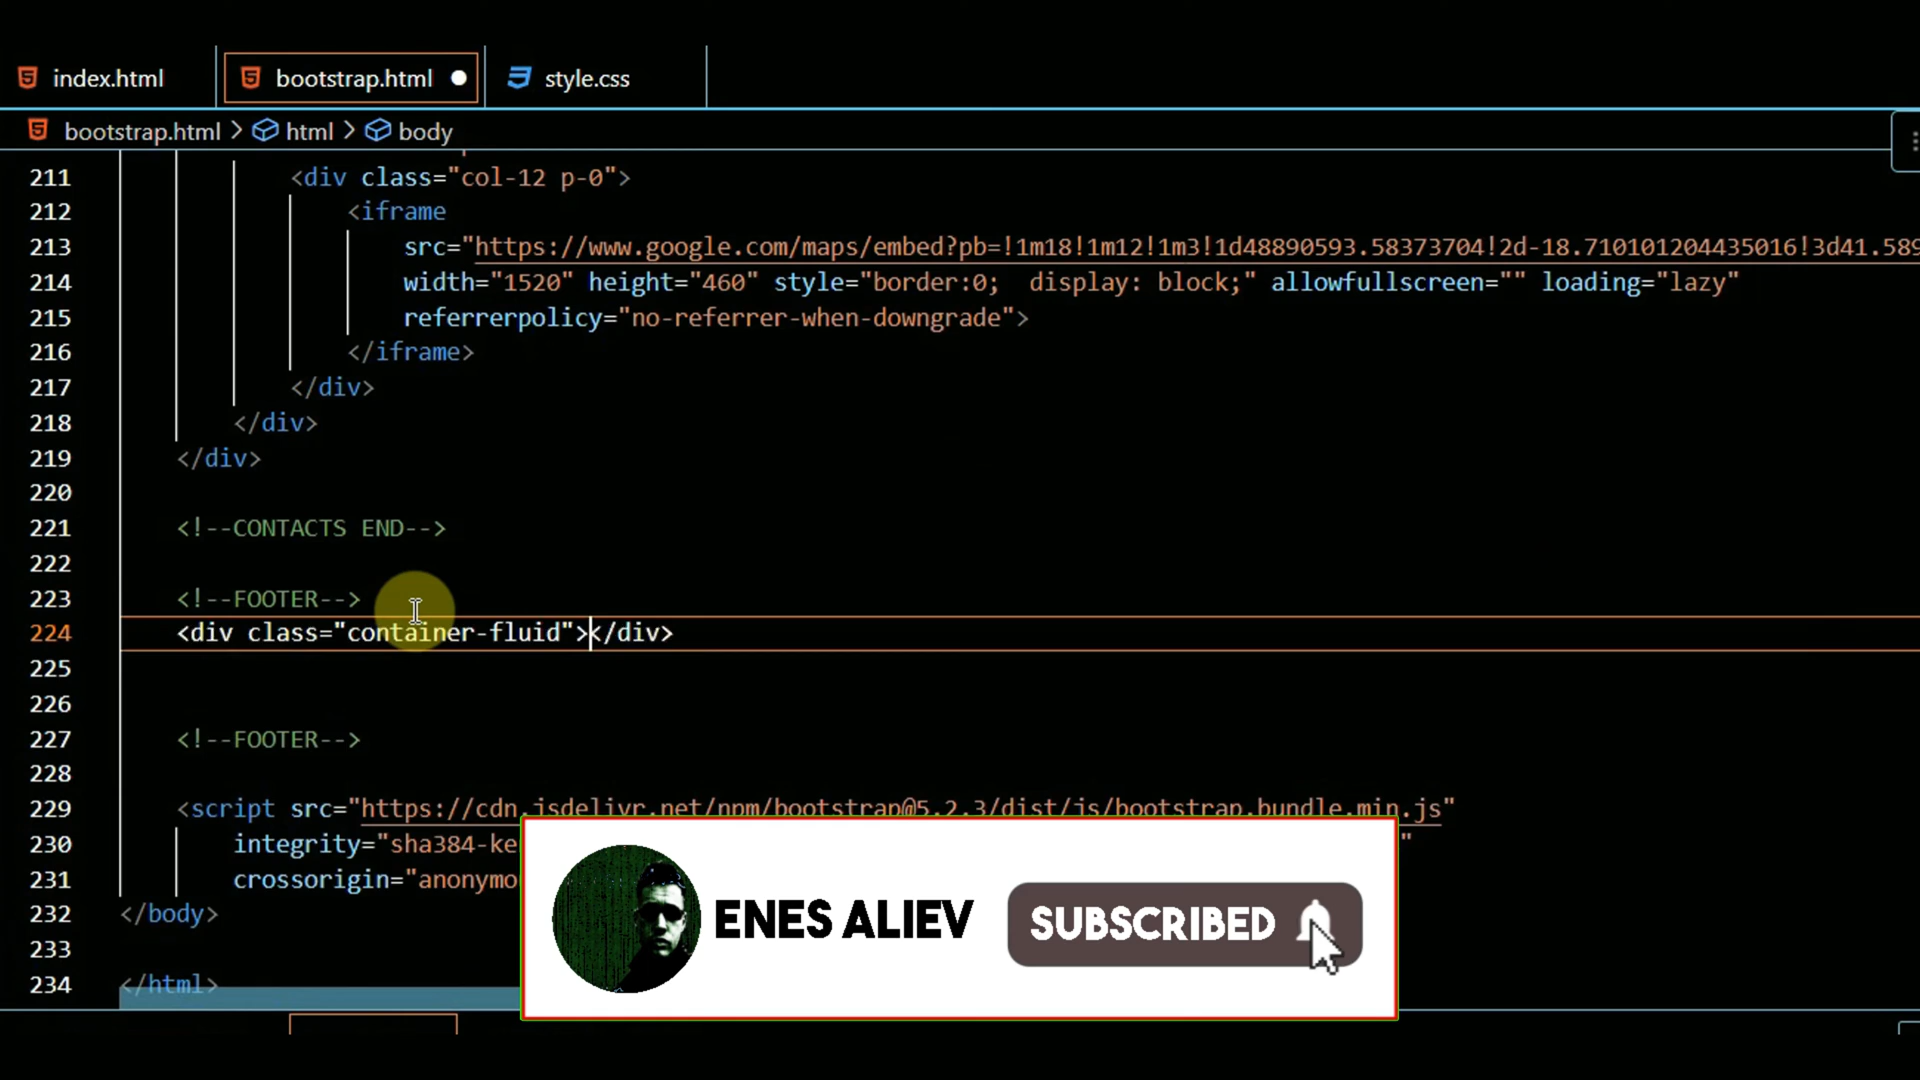 index.html
bootstrap.html
style.css
bootstrap.html > html > body
211 <div class="col-12 p-0">
212 <iframe
213 src="https://www.google.com/maps/embed?pb=!1m18!1m12!1m3!1d48890593.58373704!2d-18.710101204435016!3d41.589
214 width="1520" height="460" style="border:0;  display: block;" allowfullscreen="" loading="lazy"
215 referrerpolicy="no-referrer-when-downgrade">
216 </iframe>
217 </div>
218 </div>
219 </div>
220
221 <!--CONTACTS END-->
222
223 <!--FOOTER-->
224 <div class="container-fluid"></div>
225
226
227 <!--FOOTER-->
228
229 <script src="https://cdn.jsdelivr.net/npm/bootstrap@5.2.3/dist/js/bootstrap.bundle.min.js"
230 integrity="sha384-ke "
231 crossorigin="anonymo
232 </body>
233
234 </html>
ENES ALIEV
SUBSCRIBED